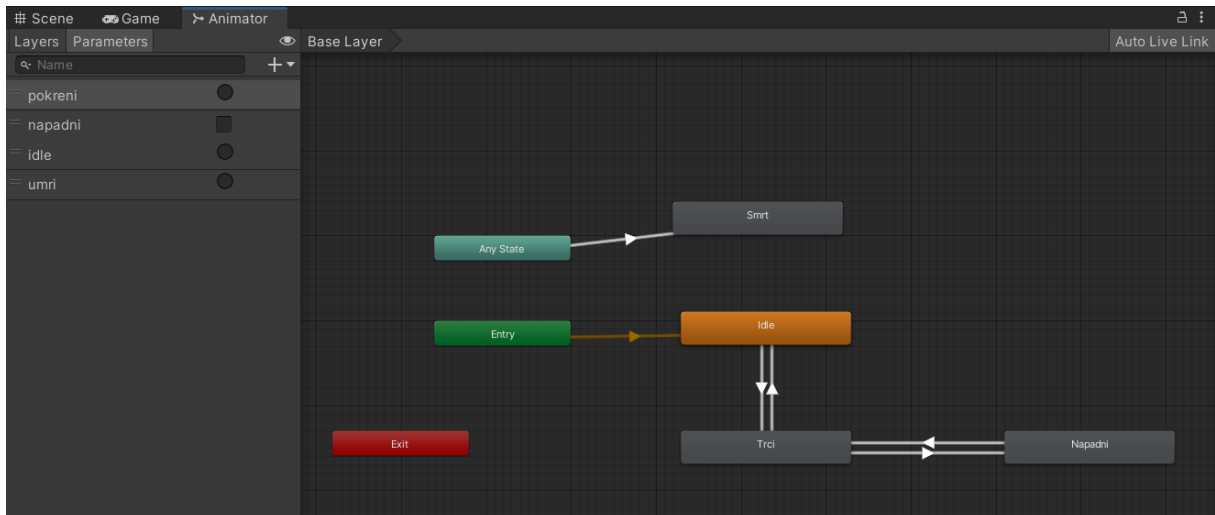 Scene Game Animator
Layers Parameters Base Layer Auto Live Link
Name
pokreni
napadni
idle
umri
Smrt
Any State
Idle
Entry
Exit Trci Napadni